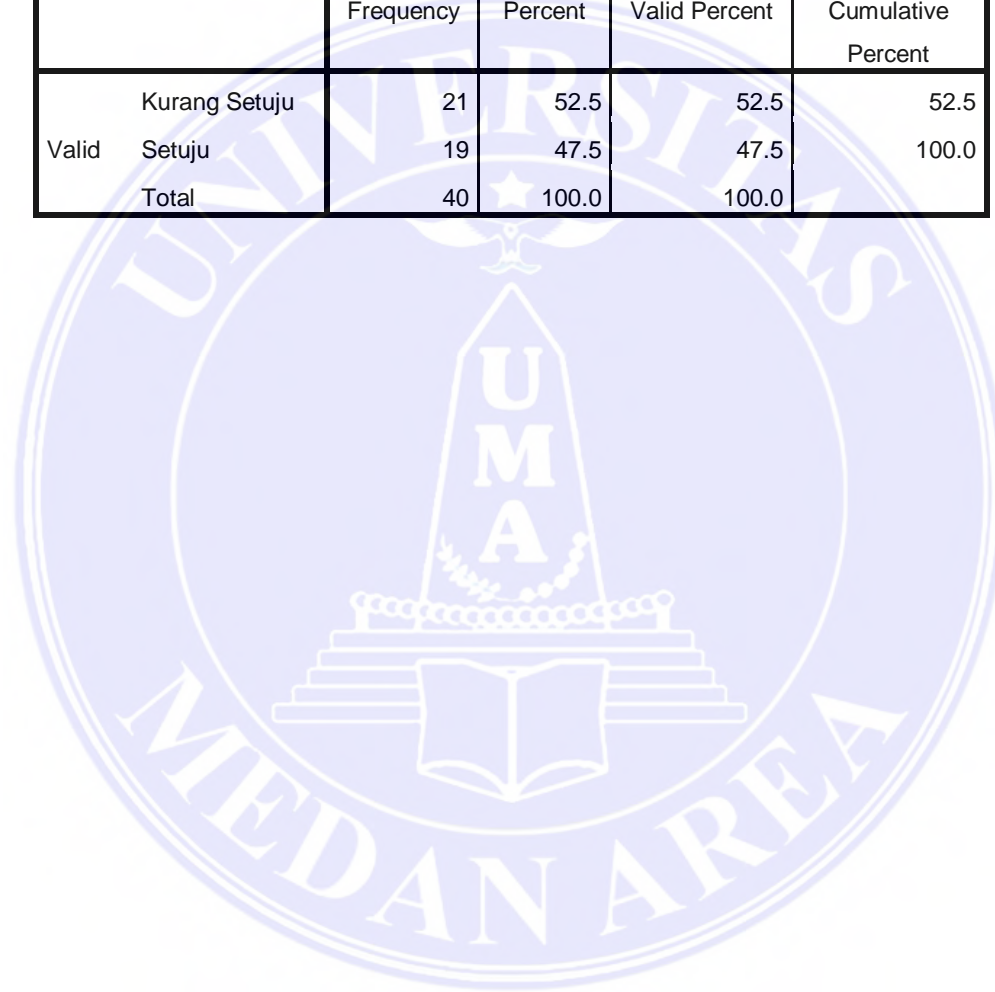 Frequency Percent Valid Percent Cumulative
Percent
Kurang Setuju 21 52.5 52.5 52.5
Valid Setuju 19 47.5 47.5 100.0
Total 40 100.0 100.0
UNIVERSITAS
U
M
A
MEDAN AREA